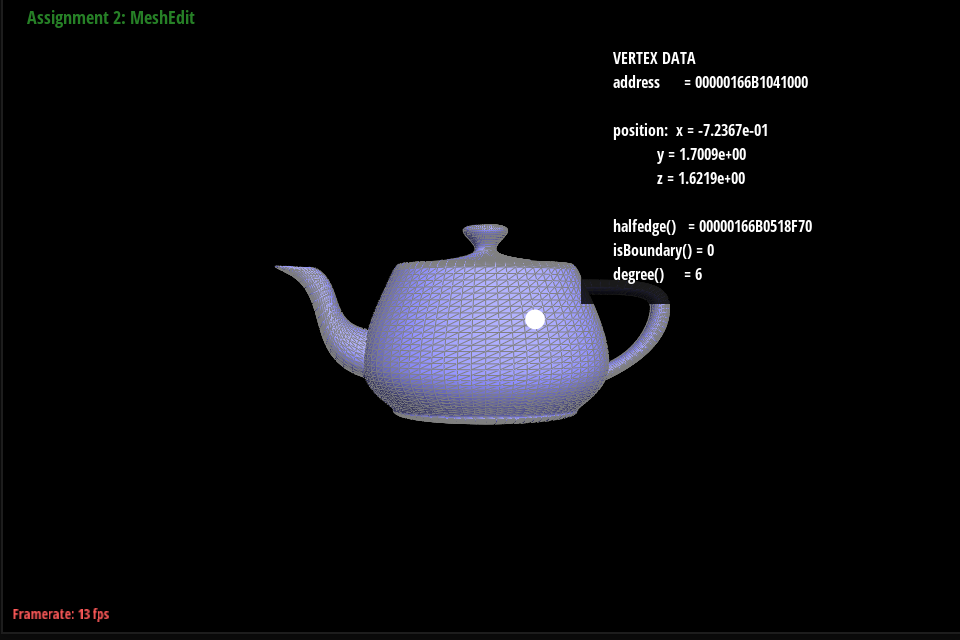 Assignment 2: MeshEdit
VERTEX DATA
address = 00000166B1041000
position: x = -7.2367e-01
y = 1.7009e+00
z = 1.6219e+00
halfedge() = 00000166B0518F70
isBoundary() = 0
degree() = 6
Framerate: 13 fps